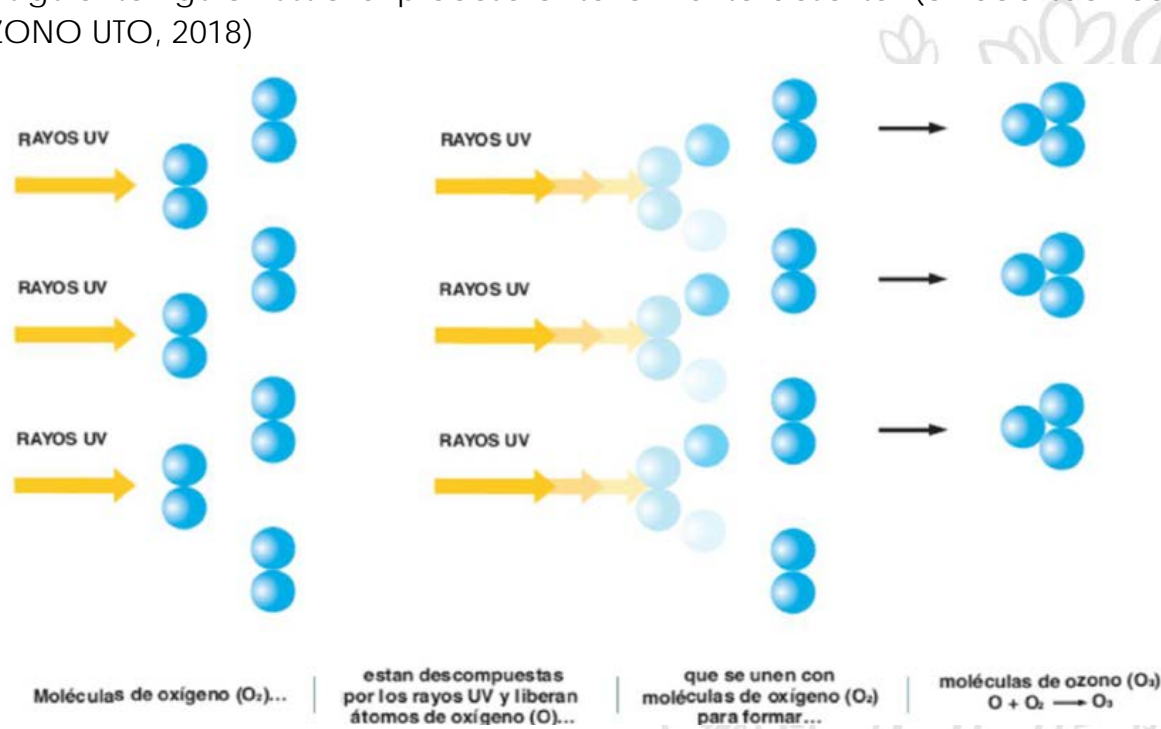 ZONO UTO, 2018)
RAYOS UV
RAYOS UV
RAYOS UV
RAYOS UV
RAYOS UV
RAYOS UV
Moléculas de oxígeno (O₂)...
estan descompuestas
por los rayos UV y liberan
átomos de oxígeno (O)...
que se unen con
moléculas de oxígeno (O₂)
para formar...
moléculas de ozono (O₃)
O + O₂ → O₃